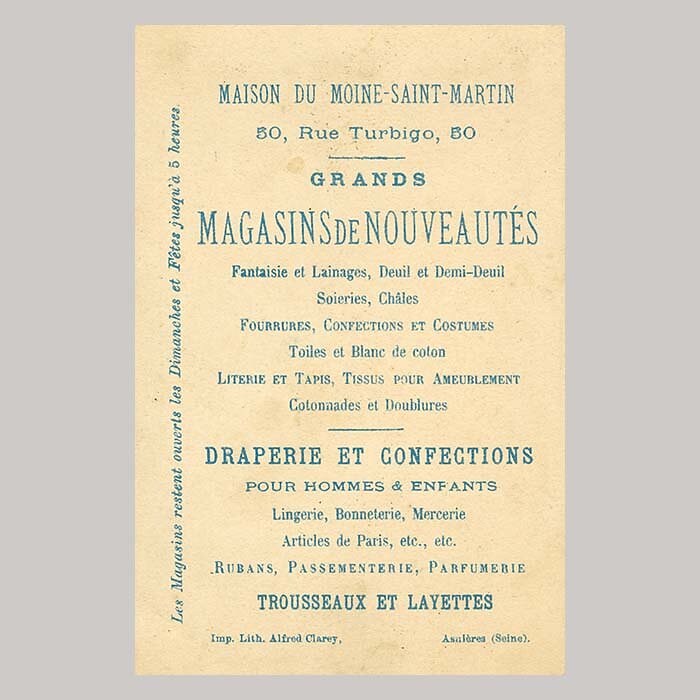 MAISON DU MOINE-SAINT-MARTIN
50, Rue Turbigo, 50
GRANDS
MAGASINS DE NOUVEAUTÉS
Fantaisie et Lainages, Deuil et Demi-Deuil
Soieries, Châles
FOURRURES, CONFECTIONS ET COSTUMES
Toiles et Blanc de coton
LITERIE ET TAPIS, TISSUS POUR AMEUBLEMENT
Cotonnades et Doublures
DRAPERIE ET CONFECTIONS
POUR HOMMES & ENFANTS
Lingerie, Bonneterie, Mercerie
Articles de Paris, etc., etc.
RUBANS, PASSEMENTERIE, PARFUMERIE
TROUSSEAUX ET LAYETTES
Imp. Lith. Alfred Clarey, Asnières (Seine).
Les Magasins restent ouverts les Dimanches et Fêtes jusqu'à 5 heures.